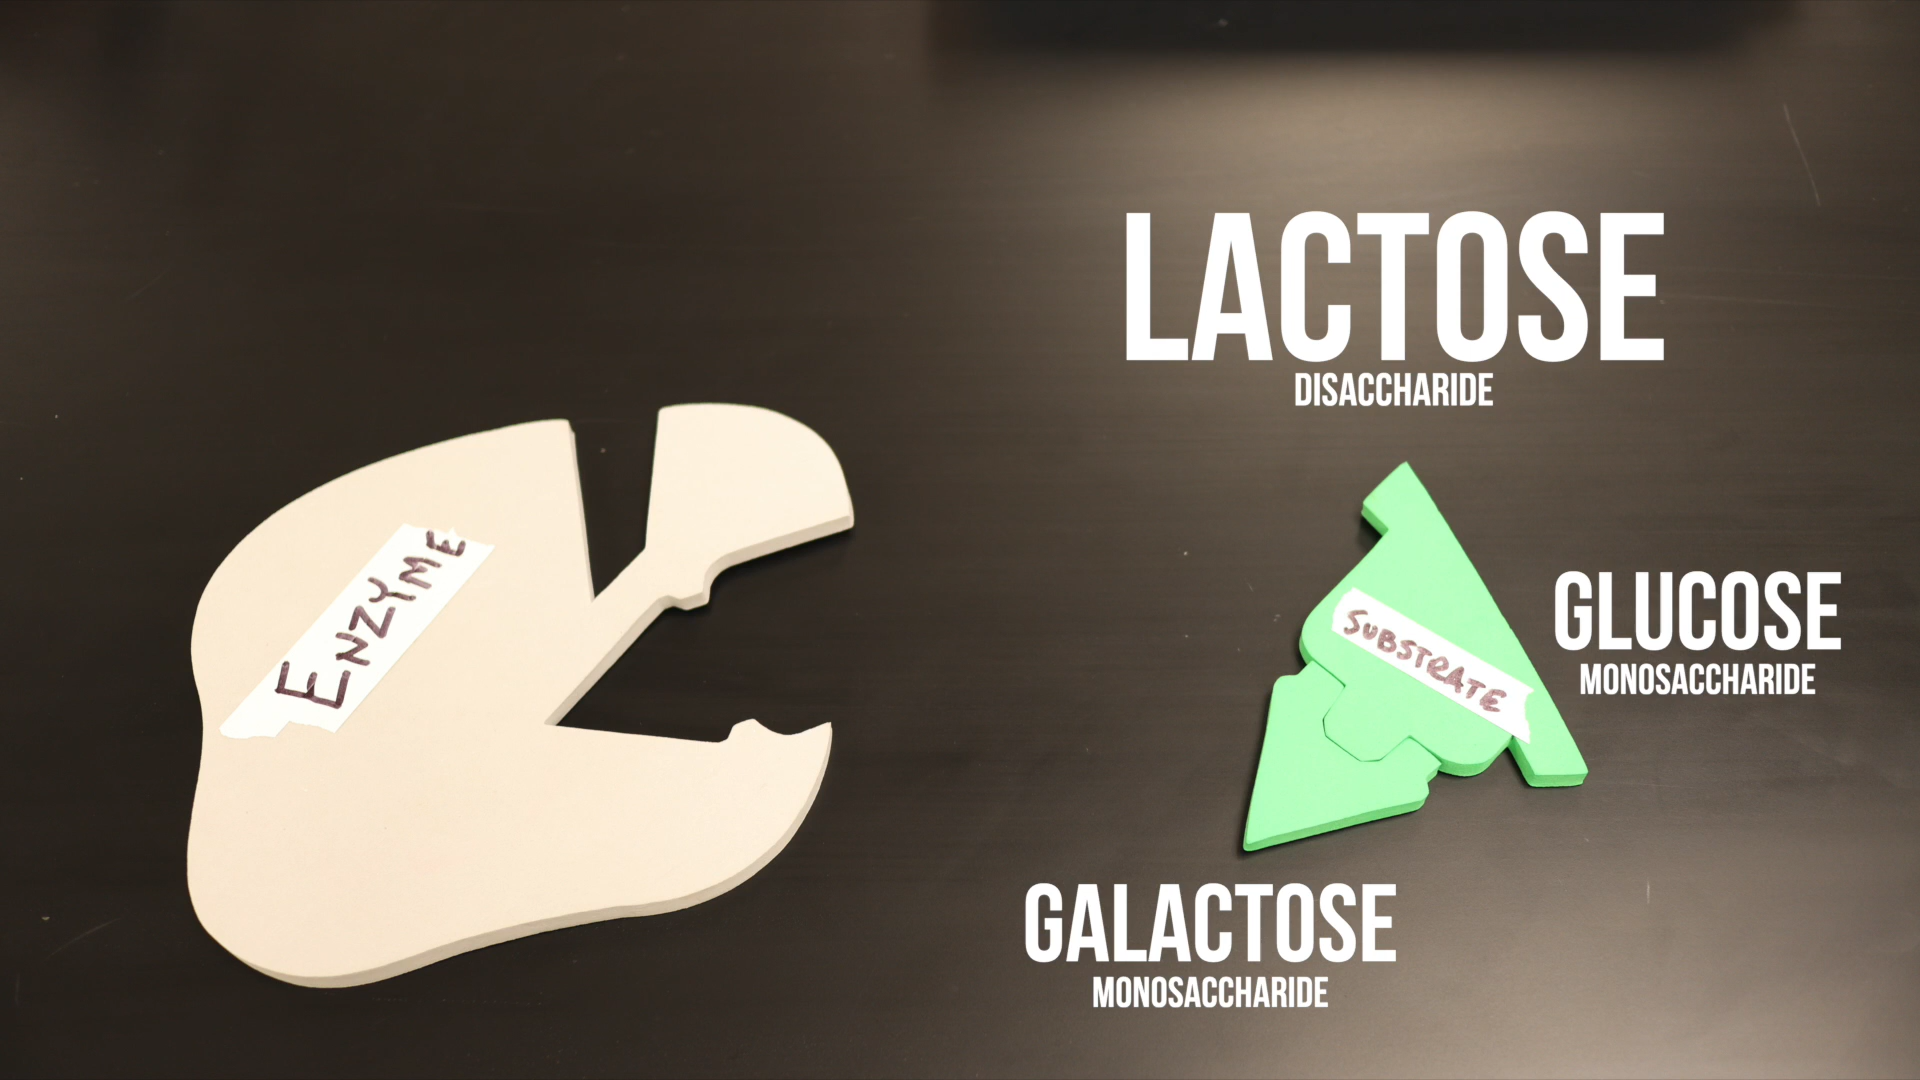 LACTOSE
DISACCHARIDE
ENZYME
SUBSTRATE
GLUCOSE
MONOSACCHARIDE
GALACTOSE
MONOSACCHARIDE